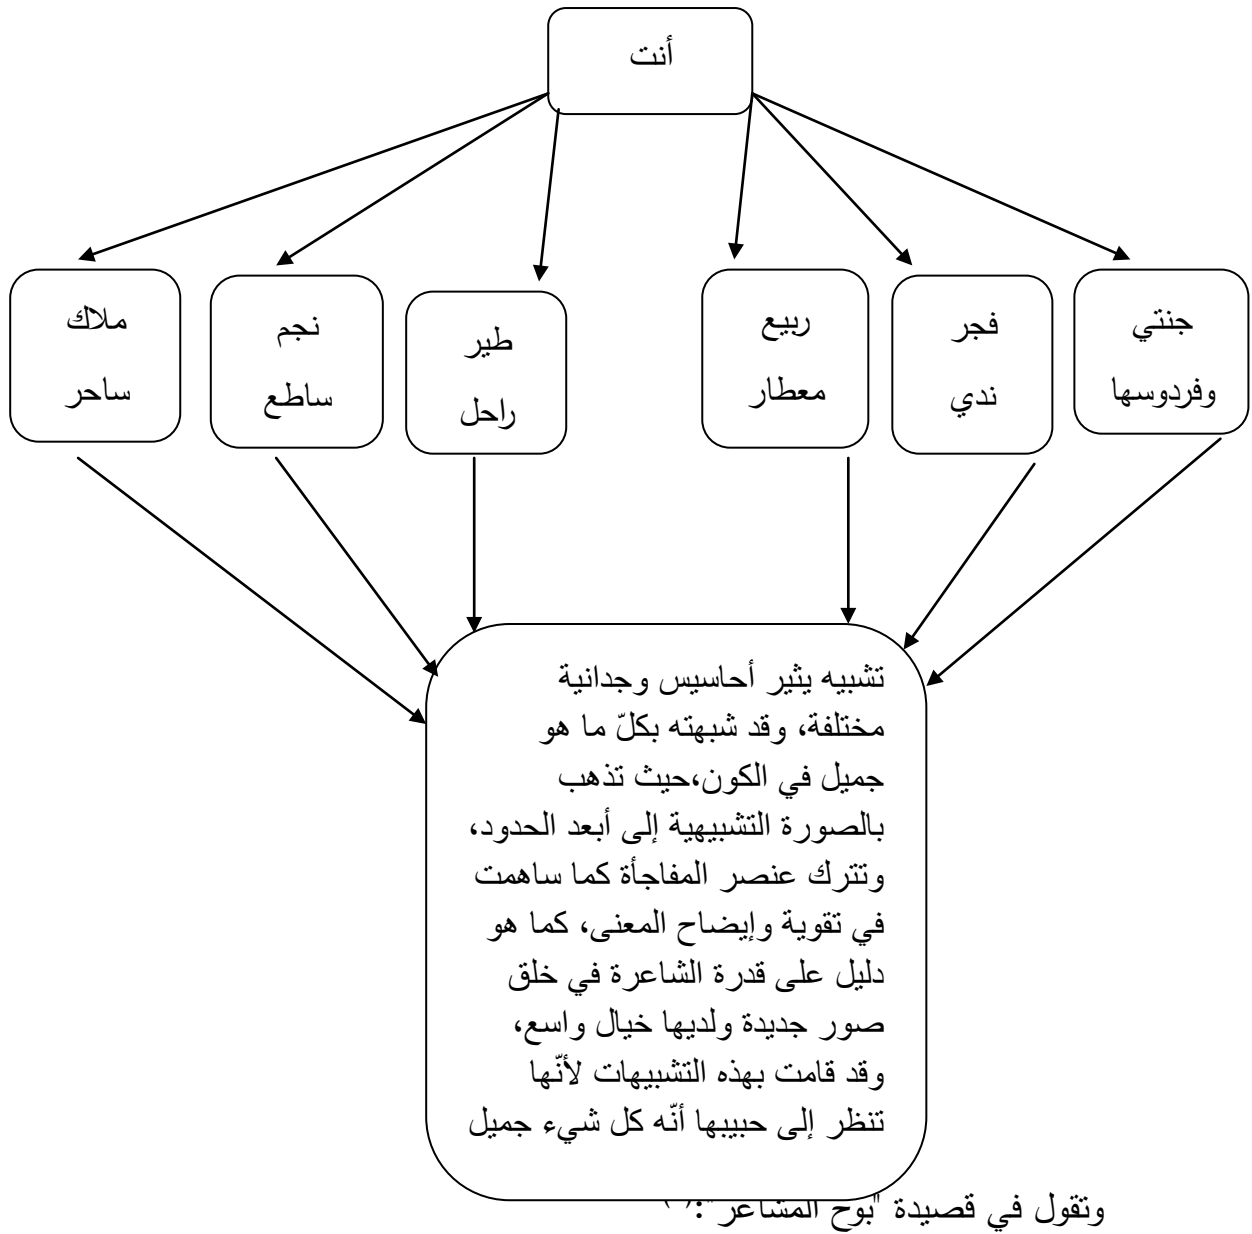 أنت
جنتي
وفردوسها
فجر
ندي
ربيع
معطار
طير
راحل
نجم
ساطع
ملاك
ساحر
تشبيه يثير أحاسيس وجدانية
مختلفة، وقد شبهته بكلّ ما هو
جميل في الكون،حيث تذهب
بالصورة التشبيهية إلى أبعد الحدود،
وتترك عنصر المفاجأة كما ساهمت
في تقوية وإيضاح المعنى، كما هو
دليل على قدرة الشاعرة في خلق
صور جديدة ولديها خيال واسع،
وقد قامت بهذه التشبيهات لأنّها
تنظر إلى حبيبها أنّه كل شيء جميل
وتقول في قصيدة "بوح المشاعر":